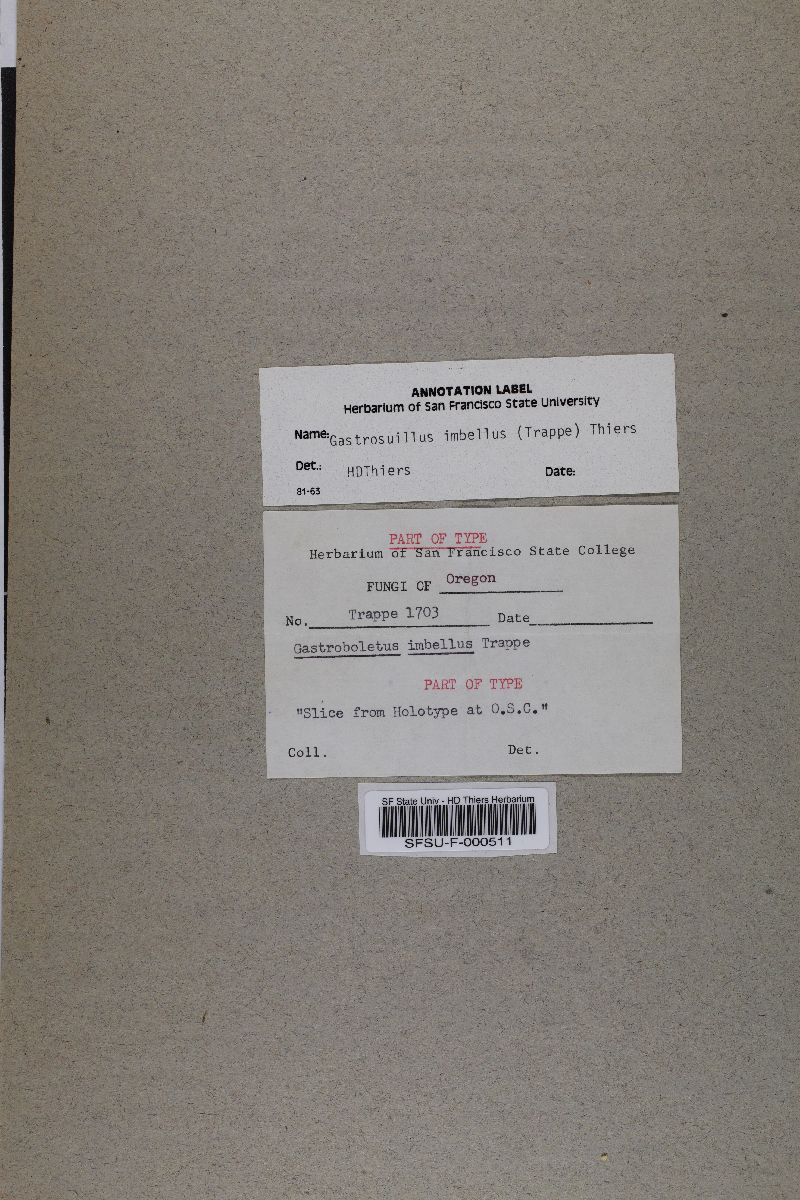 ANNOTATION LABEL
Herbarium of San Francisco State University
Name: Gastrosuillus imbellus (Trappe) Thiers
Det.: HDThiers Date:
81-63
PART OF TYPE
Herbarium of San Francisco State College
FUNGI OF Oregon
No. Trappe 1703 Date
Gastroboletus imbellus Trappe
PART OF TYPE
"Slice from Holotype at O.S.C."
Coll. Det.
SF State Univ - HD Thiers Herbarium
SFSU-F-000511